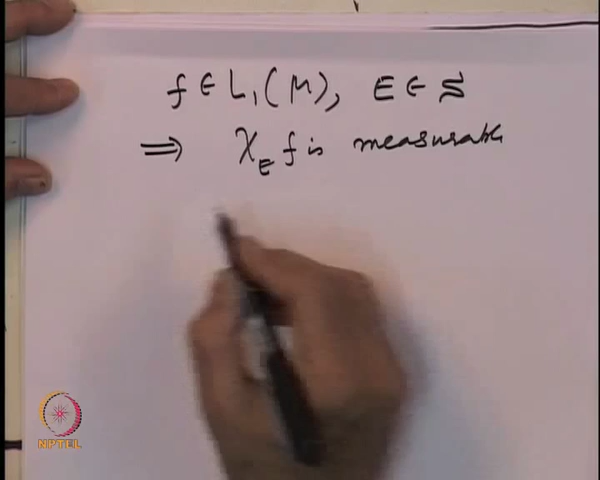 f ∈ L₁(μ), E ∈ S
⟹ χ_E f is measurable
NPTEL